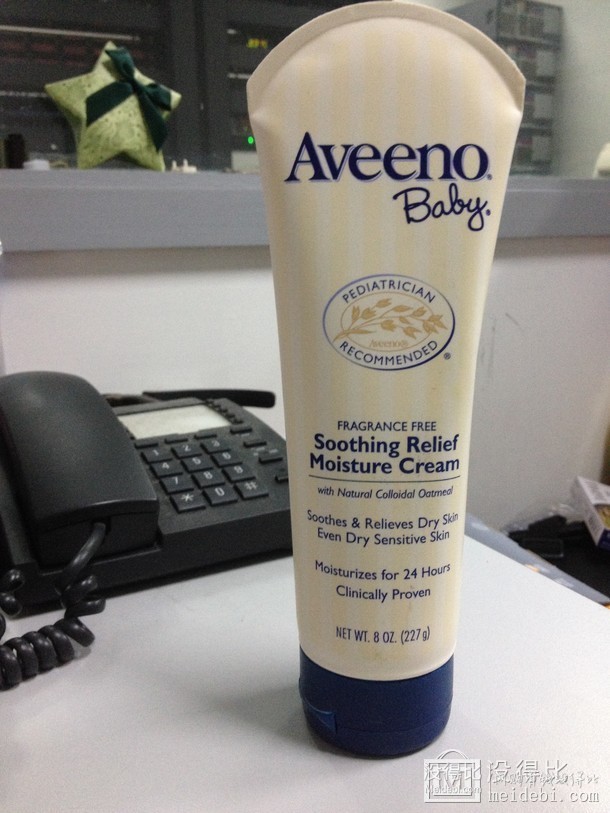 Aveeno.
Baby.
PEDIATRICIAN
Aveeno
RECOMMENDED
FRAGRANCE FREE
Soothing Relief
Moisture Cream
with Natural Colloidal Oatmeal
Soothes & Relieves Dry Skin
Even Dry Sensitive Skin
Moisturizes for 24 Hours
Clinically Proven
NET WT. 8 OZ. (227g)
没得比
meidebi.com